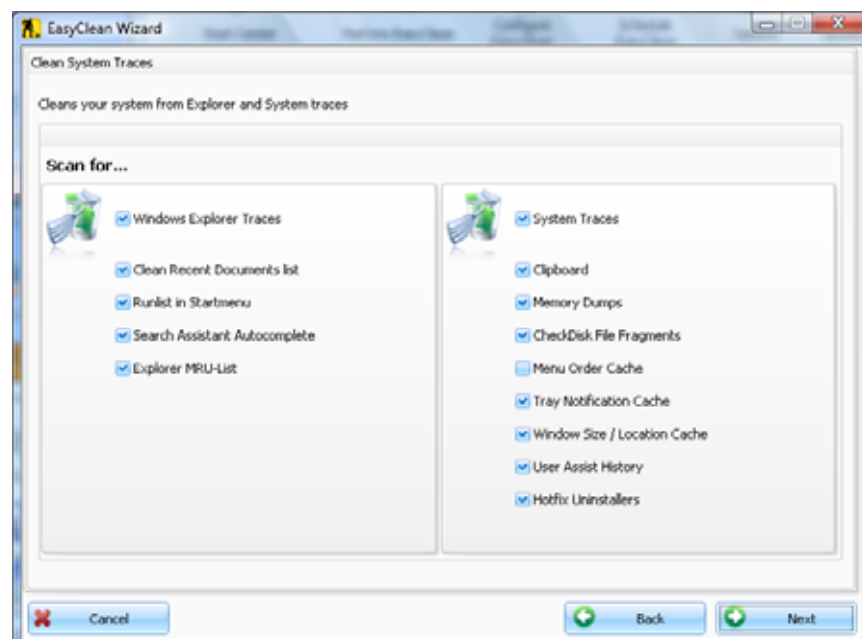 EasyClean Wizard
Clean System Traces
Cleans your system from Explorer and System traces
Scan for...
Windows Explorer Traces
Clean Recent Documents list
Runlist in Startmenu
Search Assistant Autocomplete
Explorer MRU-List
System Traces
Clipboard
Memory Dumps
CheckDisk File Fragments
Menu Order Cache
Tray Notification Cache
Window Size / Location Cache
User Assist History
Hotfix Uninstallers
Cancel
Back
Next